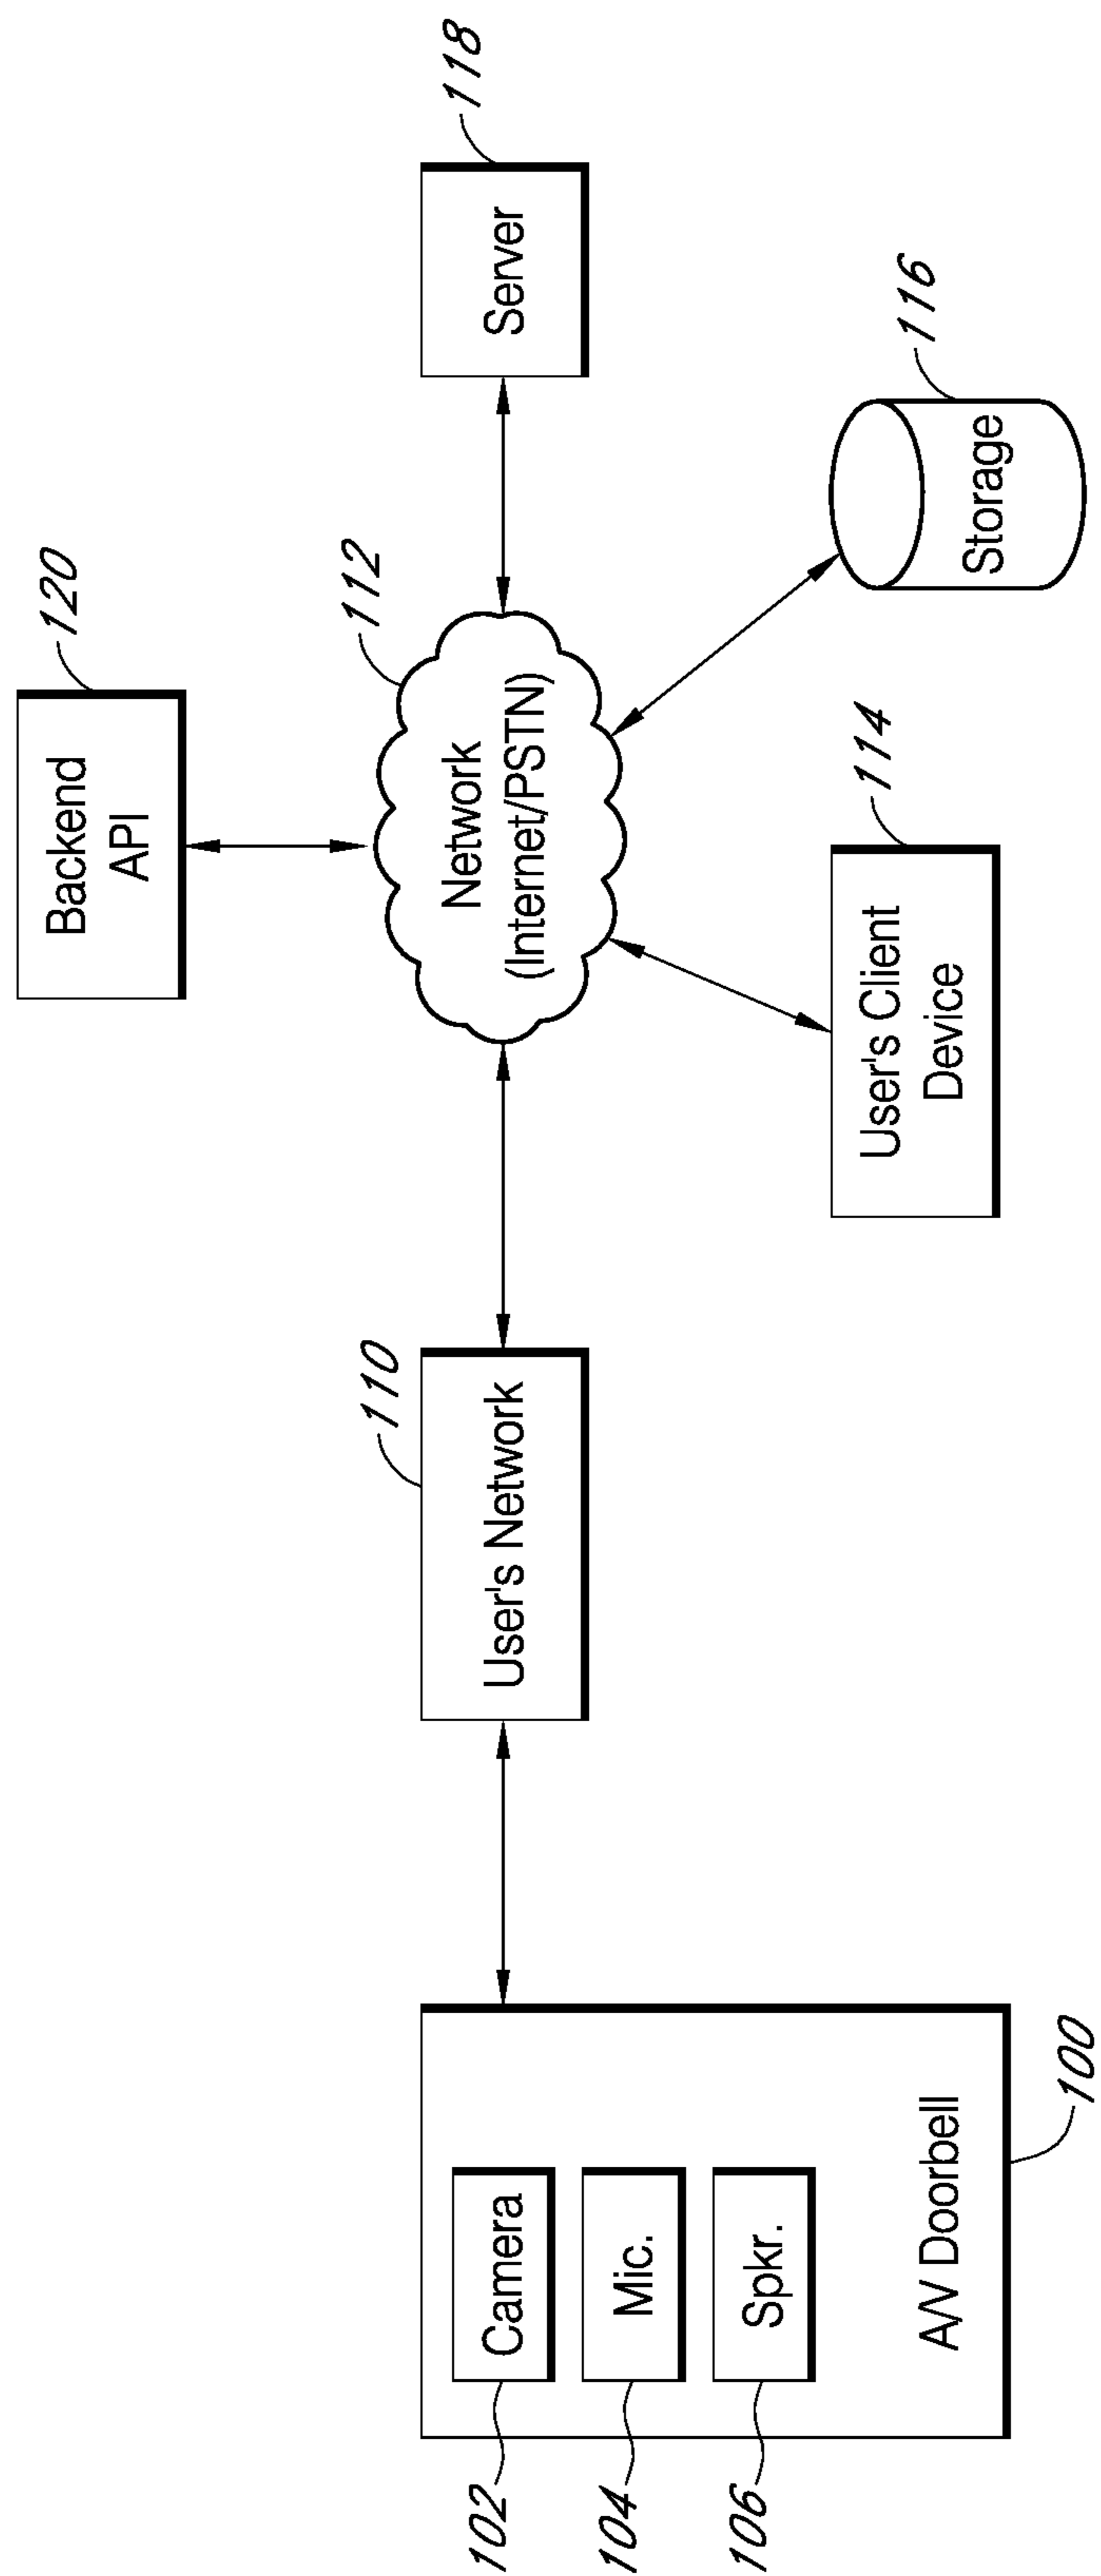 120
Backend
API
112
Network
(Internet/PSTN)
118
Server
110
User's Network
116
Storage
114
User's Client
Device
102
Camera
104
Mic.
106
Spkr.
A/V Doorbell
100